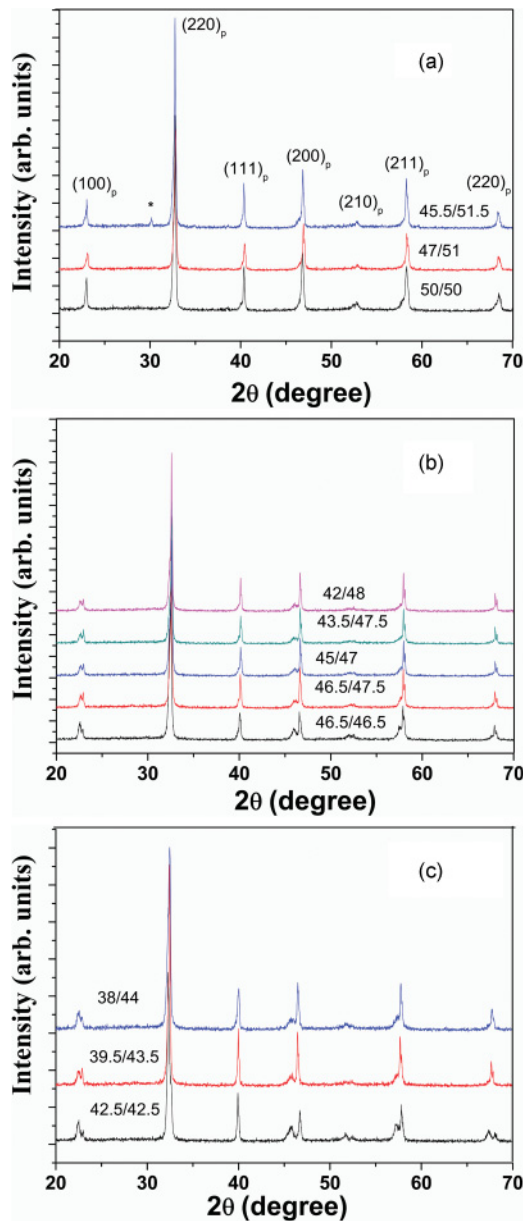 (220)p
(a)
(100)p
*
(111)p
(200)p
(210)p
(211)p
(220)p
45.5/51.5
47/51
50/50
Intensity (arb. units)
20 30 40 50 60 70
2θ (degree)
(b)
42/48
43.5/47.5
45/47
46.5/47.5
46.5/46.5
Intensity (arb. units)
20 30 40 50 60 70
2θ (degree)
(c)
38/44
39.5/43.5
42.5/42.5
Intensity (arb. units)
20 30 40 50 60 70
2θ (degree)